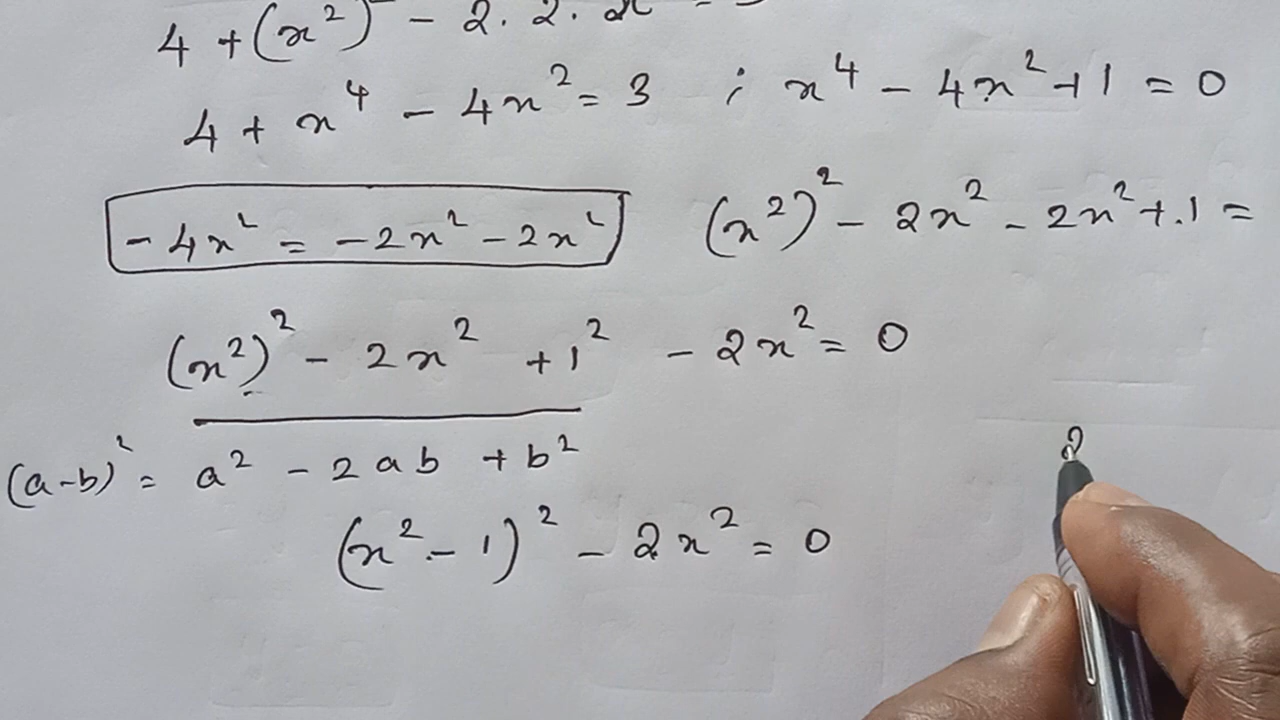 4 + (x²)² - 2. 2. x
4 + x⁴ - 4x² = 3 ; x⁴ - 4x² + 1 = 0
-4x² = -2x² - 2x² (x²)² - 2x² - 2x² + 1 =
(x²)² - 2x² + 1² - 2x² = 0
(a-b)² = a² - 2ab + b²
(x² - 1)² - 2x² = 0
2